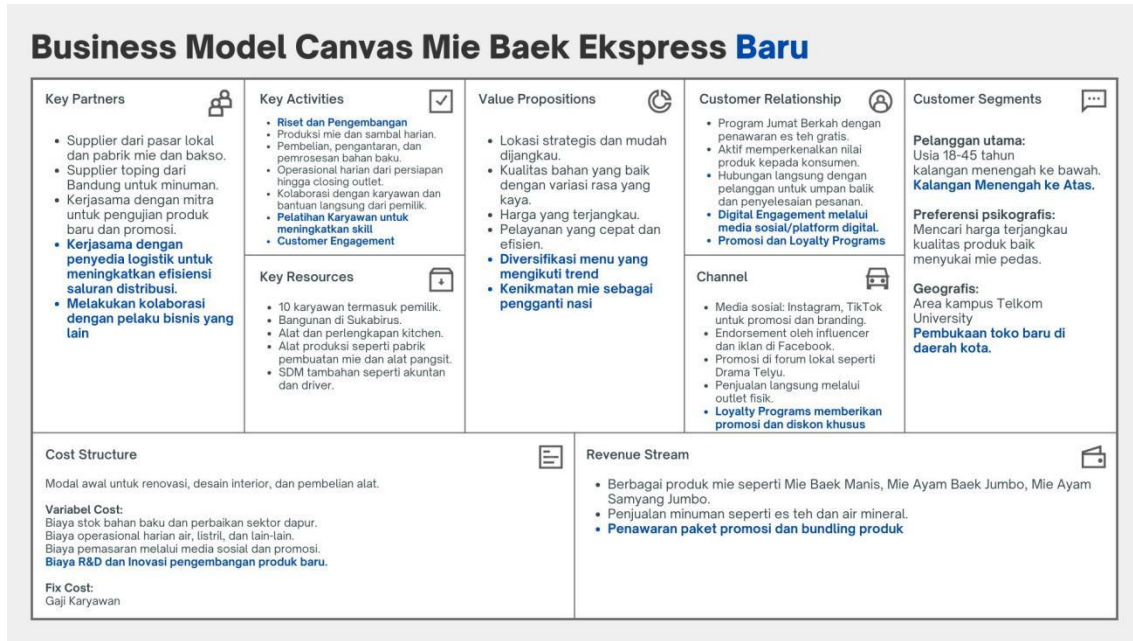 Business Model Canvas Mie Baek Ekspress Baru
Key Partners
• Supplier dari pasar lokal
dan pabrik mie dan bakso.
• Supplier toping dari
Bandung untuk minuman.
• Kerjasama dengan mitra
untuk pengujian produk
baru dan promosi.
• Kerjasama dengan
penyedia logistik untuk
meningkatkan efisiensi
saluran distribusi.
• Melakukan kolaborasi
dengan pelaku bisnis yang
lain
Key Activities
• Riset dan Pengembangan
• Produksi mie dan sambal harian.
• Pembelian, pengantaran, dan
pemrosesan bahan baku.
• Operasional harian dari persiapan
hingga closing outlet.
• Kolaborasi dengan karyawan dan
bantuan langsung dari pemilik.
• Pelatihan Karyawan untuk
meningkatkan skill
• Customer Engagement
Key Resources
• 10 karyawan termasuk pemilik.
• Bangunan di Sukabirus.
• Alat dan perlengkapan kitchen.
• Alat produksi seperti pabrik
pembuatan mie dan alat pangsit.
• SDM tambahan seperti akuntan
dan driver.
Value Propositions
• Lokasi strategis dan mudah
dijangkau.
• Kualitas bahan yang baik
dengan variasi rasa yang
kaya.
• Harga yang terjangkau.
• Pelayanan yang cepat dan
efisien.
• Diversifikasi menu yang
mengikuti trend
• Kenikmatan mie sebagai
pengganti nasi
Customer Relationship
• Program Jumat Berkah dengan
penawaran es teh gratis.
• Aktif memperkenalkan nilai
produk kepada konsumen.
• Hubungan langsung dengan
pelanggan untuk umpan balik
dan penyelesaian pesanan.
• Digital Engagement melalui
media sosial/platform digital.
• Promosi dan Loyalty Programs
Channel
• Media sosial: Instagram, TikTok
untuk promosi dan branding.
• Endorsement oleh influencer
dan iklan di Facebook.
• Promosi di forum lokal seperti
Drama Telyu.
• Penjualan langsung melalui
outlet fisik.
• Loyalty Programs memberikan
promosi dan diskon khusus
Customer Segments
Pelanggan utama:
Usia 18-45 tahun
kalangan menengah ke bawah.
Kalangan Menengah ke Atas.
Preferensi psikografis:
Mencari harga terjangkau
kualitas produk baik
menyukai mie pedas.
Geografis:
Area kampus Telkom
University
Pembukaan toko baru di
daerah kota.
Cost Structure
Modal awal untuk renovasi, desain interior, dan pembelian alat.
Variabel Cost:
Biaya stok bahan baku dan perbaikan sektor dapur.
Biaya operasional harian air, listril, dan lain-lain.
Biaya pemasaran melalui media sosial dan promosi.
Biaya R&D dan Inovasi pengembangan produk baru.
Fix Cost:
Gaji Karyawan
Revenue Stream
• Berbagai produk mie seperti Mie Baek Manis, Mie Ayam Baek Jumbo, Mie Ayam
Samyang Jumbo.
• Penjualan minuman seperti es teh dan air mineral.
• Penawaran paket promosi dan bundling produk